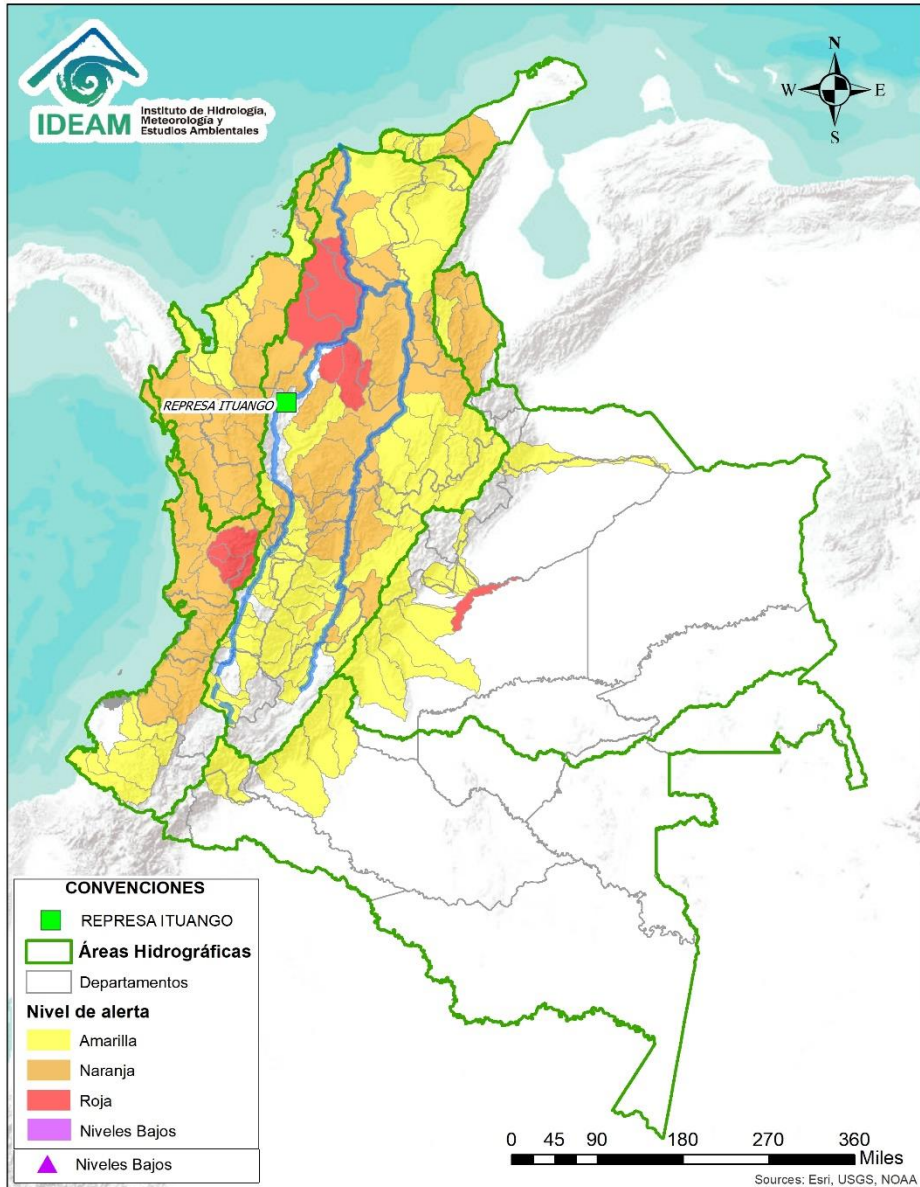 IDEAM
Instituto de Hidrología,
Meteorología y
Estudios Ambientales
N
W
E
S
REPRESA ITUANGO
CONVENCIONES
REPRESA ITUANGO
Áreas Hidrográficas
Departamentos
Nivel de alerta
Amarilla
Naranja
Roja
Niveles Bajos
Niveles Bajos
0 45 90 180 270 360
Miles
Sources: Esri, USGS, NOAA